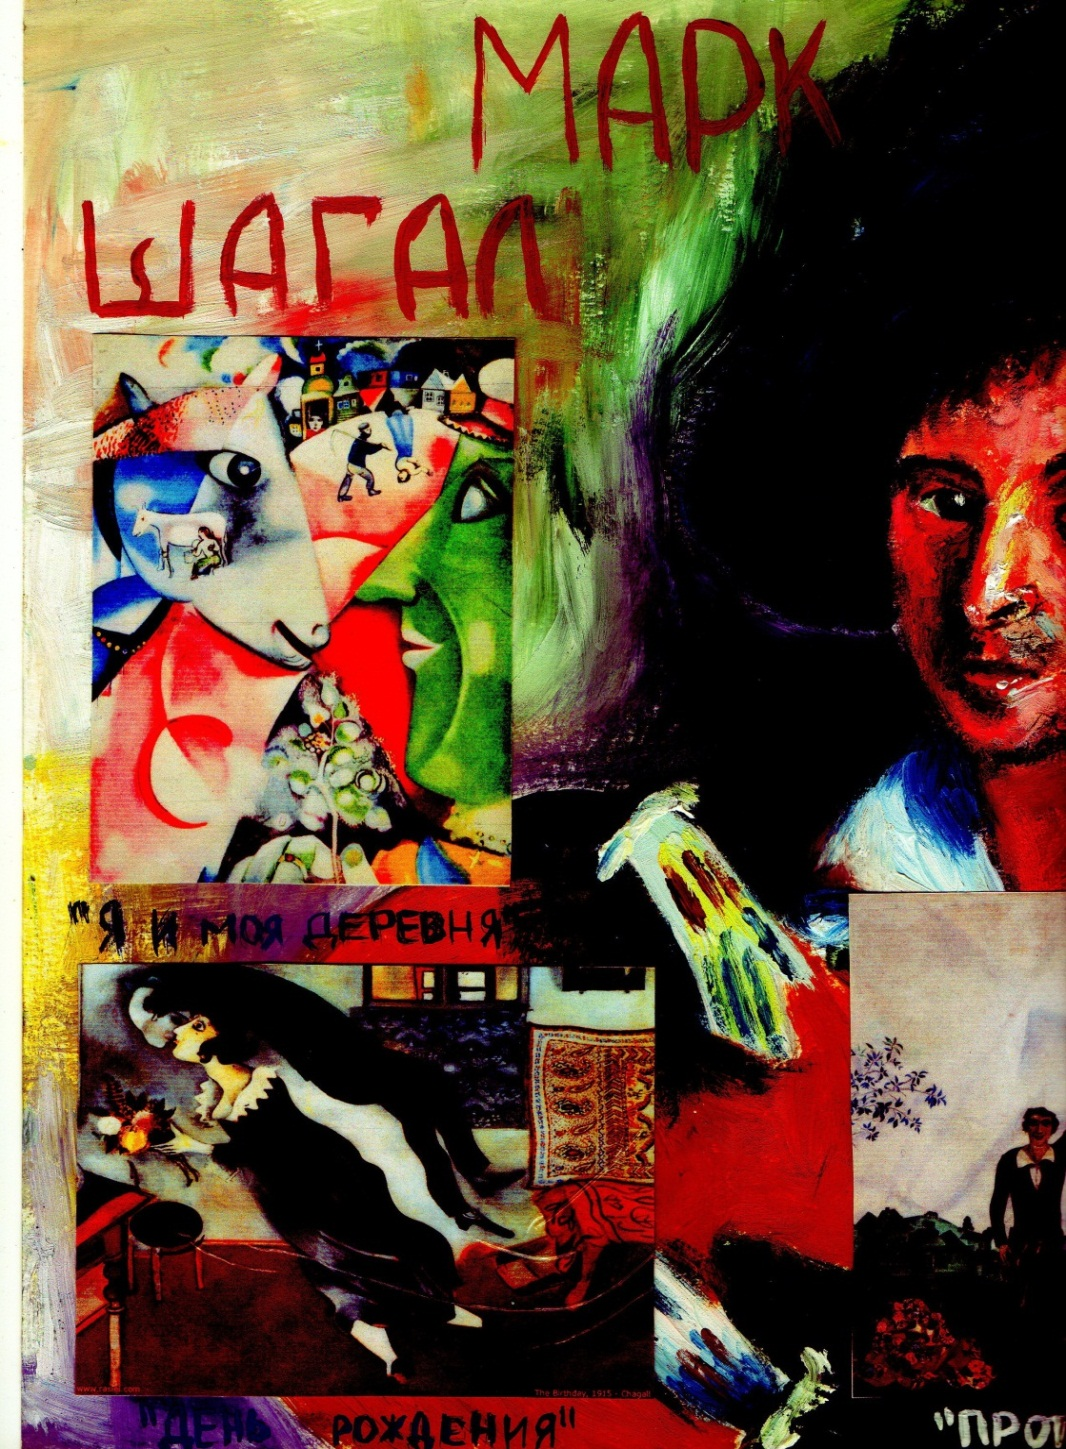 МАРК
ШАГАЛ
"Я И МОЯ ДЕРЕВНЯ"
The Birthday, 1915 - Chagall
"ДЕНЬ РОЖДЕНИЯ"